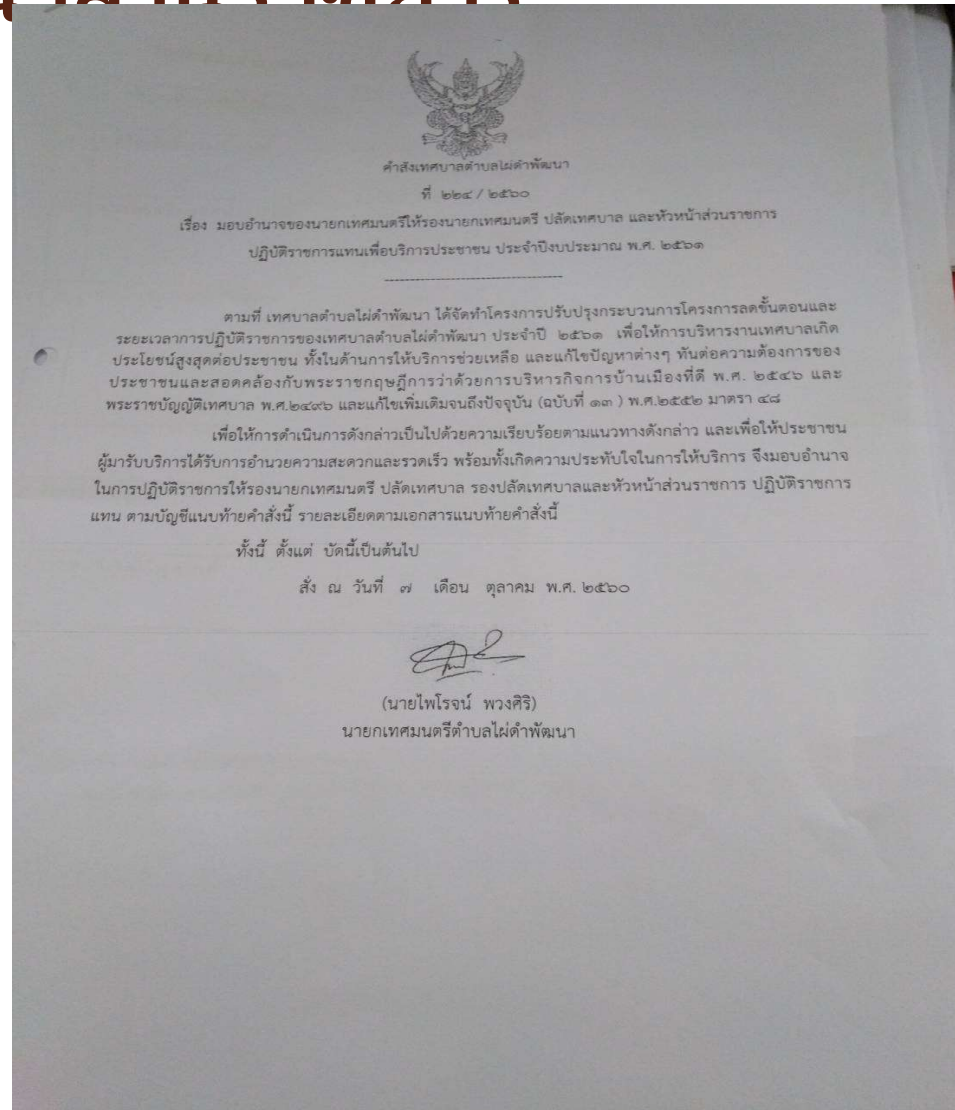 คำสั่งเทศบาลตำบลไผ่ดำพัฒนา
ที่ ๒๒๔ / ๒๕๖๐
เรื่อง มอบอำนาจของนายกเทศมนตรีให้รองนายกเทศมนตรี ปลัดเทศบาล และหัวหน้าส่วนราชการ
ปฏิบัติราชการแทนเพื่อบริการประชาชน ประจำปีงบประมาณ พ.ศ. ๒๕๖๑
-----------------------------------
ตามที่ เทศบาลตำบลไผ่ดำพัฒนา ได้จัดทำโครงการปรับปรุงกระบวนการโครงการลดขั้นตอนและ
ระยะเวลาการปฏิบัติราชการของเทศบาลตำบลไผ่ดำพัฒนา ประจำปี ๒๕๖๑ เพื่อให้การบริหารงานเทศบาลเกิด
ประโยชน์สูงสุดต่อประชาชน ทั้งในด้านการให้บริการช่วยเหลือ และแก้ไขปัญหาต่างๆ ทันต่อความต้องการของ
ประชาชนและสอดคล้องกับพระราชกฤษฎีการว่าด้วยการบริหารกิจการบ้านเมืองที่ดี พ.ศ. ๒๕๔๖ และ
พระราชบัญญัติเทศบาล พ.ศ.๒๔๙๖ และแก้ไขเพิ่มเติมจนถึงปัจจุบัน (ฉบับที่ ๑๓ ) พ.ศ.๒๕๕๒ มาตรา ๔๘
เพื่อให้การดำเนินการดังกล่าวเป็นไปด้วยความเรียบร้อยตามแนวทางดังกล่าว และเพื่อให้ประชาชน
ผู้มารับบริการได้รับการอำนวยความสะดวกและรวดเร็ว พร้อมทั้งเกิดความประทับใจในการให้บริการ จึงมอบอำนาจ
ในการปฏิบัติราชการให้รองนายกเทศมนตรี ปลัดเทศบาล รองปลัดเทศบาลและหัวหน้าส่วนราชการ ปฏิบัติราชการ
แทน ตามบัญชีแนบท้ายคำสั่งนี้ รายละเอียดตามเอกสารแนบท้ายคำสั่งนี้
ทั้งนี้ ตั้งแต่ บัดนี้เป็นต้นไป
สั่ง ณ วันที่ ๗ เดือน ตุลาคม พ.ศ. ๒๕๖๐
(นายไพโรจน์ พวงศิริ)
นายกเทศมนตรีตำบลไผ่ดำพัฒนา